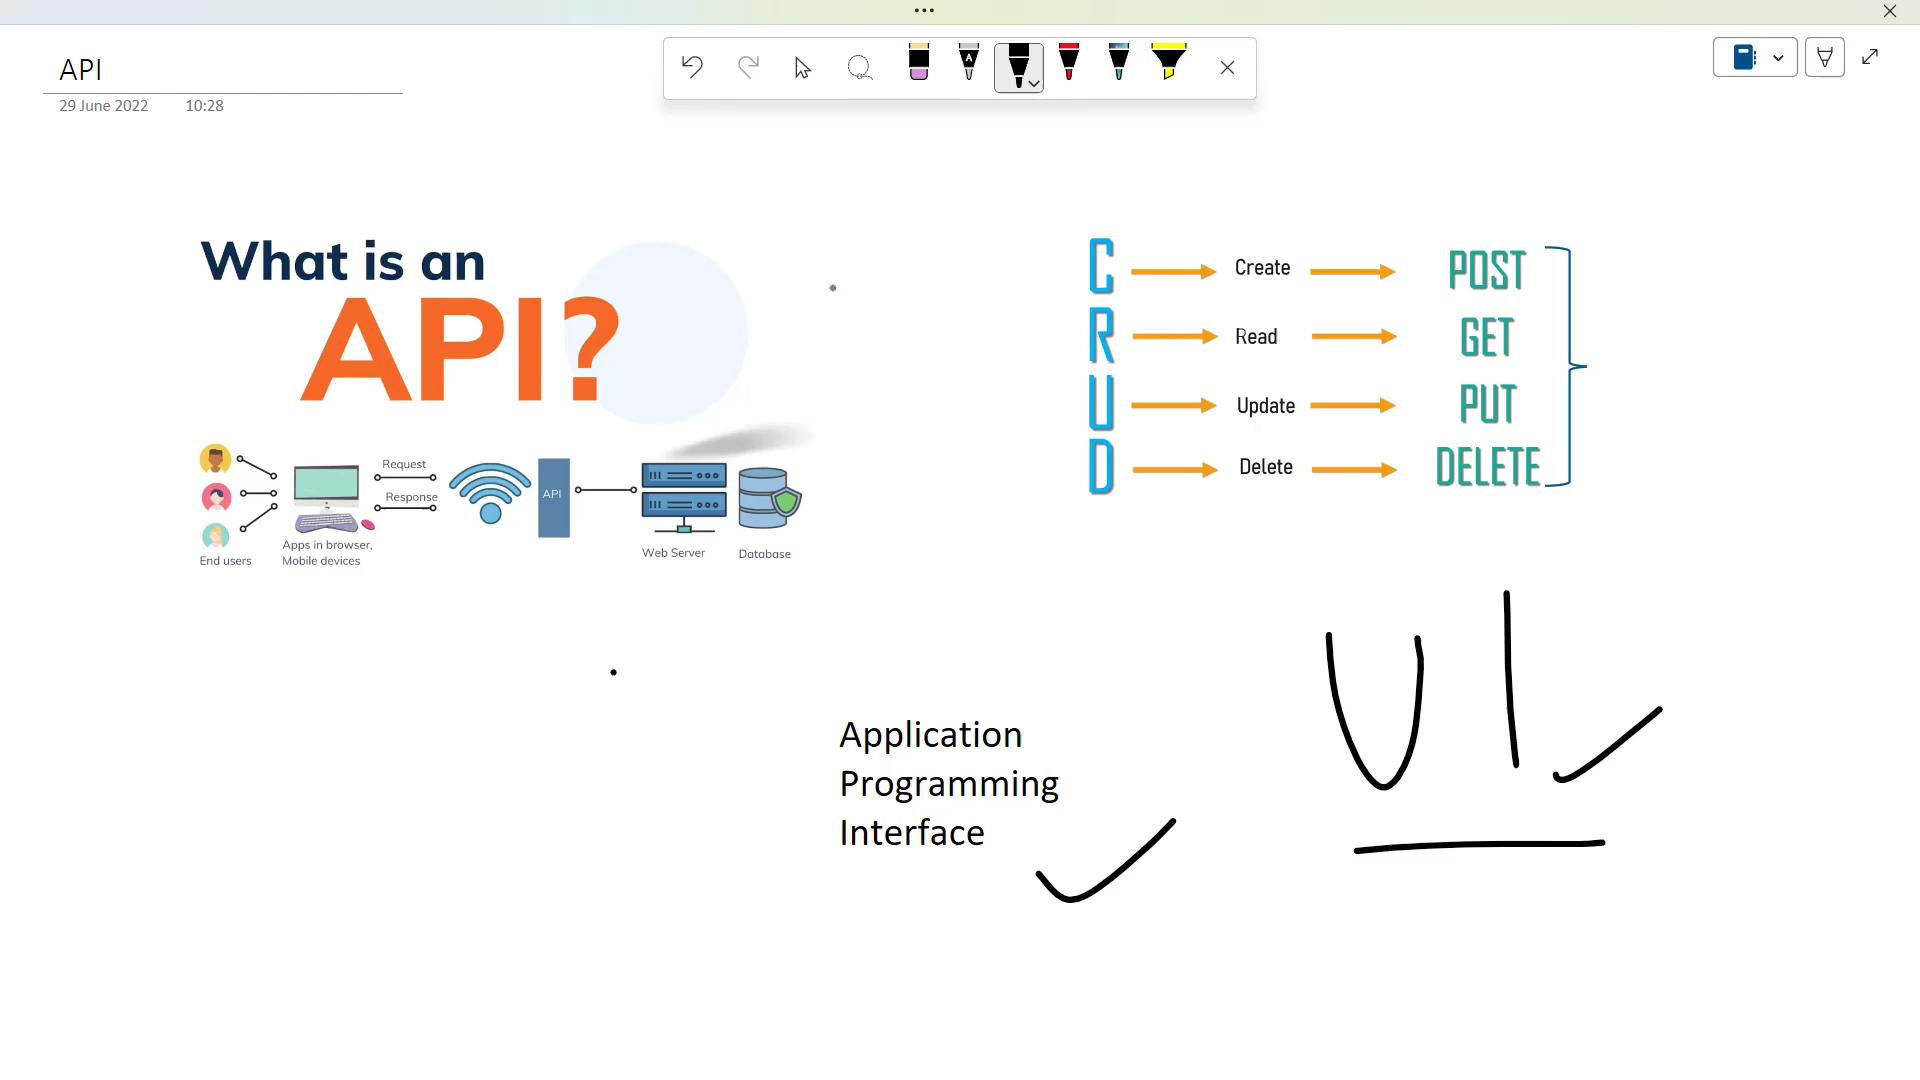 API
29 June 2022 10:28
What is an
API?
Request
Response
API
End users
Apps in browser,
Mobile devices
Web Server
Database
C Create POST
R Read GET
U Update PUT
D Delete DELETE
Application
Programming
Interface
UI